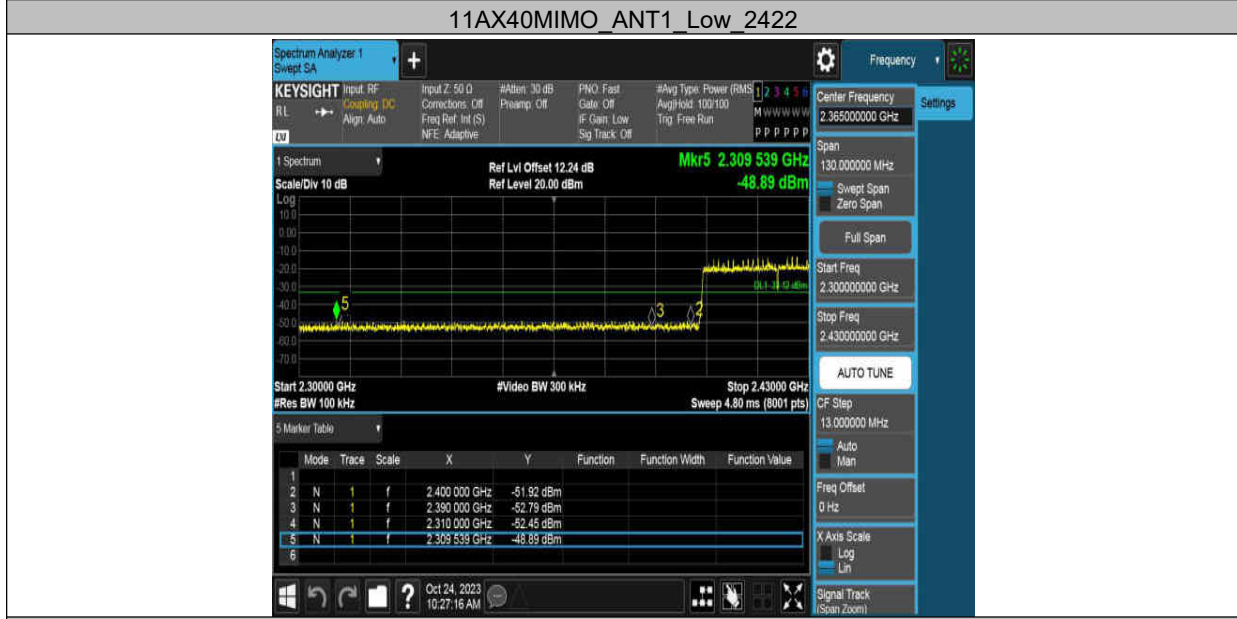 11AX40MIMO_ANT1_Low_2422
Spectrum Analyzer 1
Swept SA
+
Frequency
KEYSIGHT
RL
LXI
Input: RF
Coupling: DC
Align: Auto
Input Z: 50 Ω
Corrections: Off
Freq Ref: Int (S)
NFE: Adaptive
#Atten: 30 dB
Preamp: Off
PNO: Fast
Gate: Off
IF Gain: Low
Sig Track: Off
#Avg Type: Power (RMS
Avg|Hold: 100/100
Trig: Free Run
1 2 3 4 5 6
M W W W W W
P P P P P P
Center Frequency
2.365000000 GHz
Settings
Span
130.000000 MHz
Swept Span
Zero Span
Full Span
Start Freq
2.300000000 GHz
Stop Freq
2.430000000 GHz
AUTO TUNE
CF Step
13.000000 MHz
Auto
Man
Freq Offset
0 Hz
X Axis Scale
Log
Lin
Signal Track
(Span Zoom)
1 Spectrum
Scale/Div 10 dB
Ref Lvl Offset 12.24 dB
Ref Level 20.00 dBm
Mkr5 2.309 539 GHz
-48.89 dBm
Log
10.0
0.00
-10.0
-20.0
-30.0
-40.0
-50.0
-60.0
-70.0
5
3
2
Start 2.30000 GHz
#Res BW 100 kHz
#Video BW 300 kHz
Stop 2.43000 GHz
Sweep 4.80 ms (8001 pts)
5 Marker Table
Mode Trace Scale X Y Function Function Width Function Value
1
2 N 1 f 2.400 000 GHz -51.92 dBm
3 N 1 f 2.390 000 GHz -52.79 dBm
4 N 1 f 2.310 000 GHz -52.45 dBm
5 N 1 f 2.309 539 GHz -48.89 dBm
6
?
Oct 24, 2023
10:27:16 AM